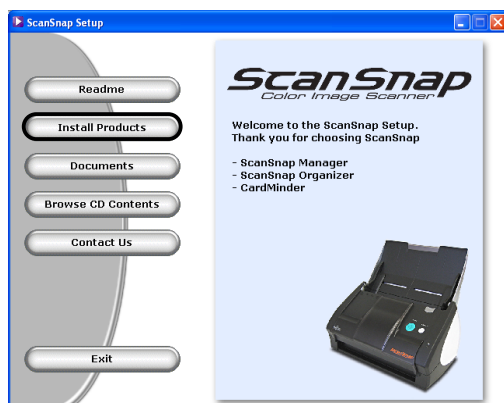 ScanSnap Setup
Readme
Install Products
Documents
Browse CD Contents
Contact Us
Exit
ScanSnap
Color Image Scanner
Welcome to the ScanSnap Setup.
Thank you for choosing ScanSnap
- ScanSnap Manager
- ScanSnap Organizer
- CardMinder
ScanSnap